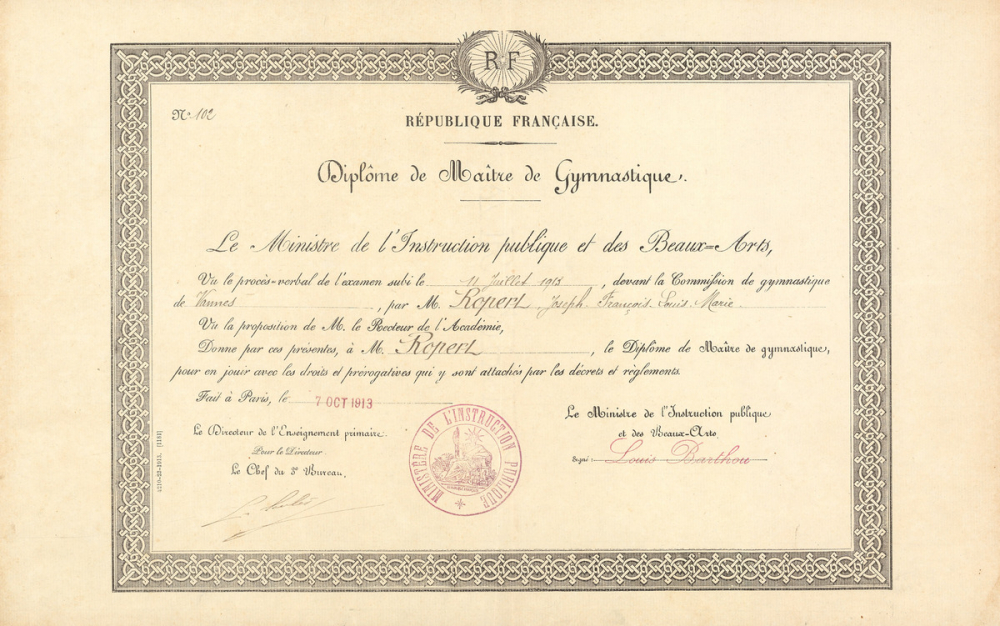 RF
N° 102
RÉPUBLIQUE FRANÇAISE.
Diplôme de Maître de Gymnastique.
Le Ministre de l'Instruction publique et des Beaux=Arts,
Vu le procès-verbal de l'examen subi le 11 Juillet 1913, devant la Commission de gymnastique
de Vannes, par M. Ropert Joseph François Louis Marie
Vu la proposition de M. le Recteur de l'Académie,
Donne par ces présentes, à M. Ropert, le Diplôme de Maître de gymnastique,
pour en jouir avec les droits et prérogatives qui y sont attachés par les décrets et règlements.
Fait à Paris, le 7 OCT 1913
Le Directeur de l'Enseignement primaire.
Pour le Directeur
Le Chef du 3e Bureau,
Le Ministre de l'Instruction publique
et des Beaux-Arts
Signé: Louis Barthou
MINISTÈRE DE L'INSTRUCTION PUBLIQUE